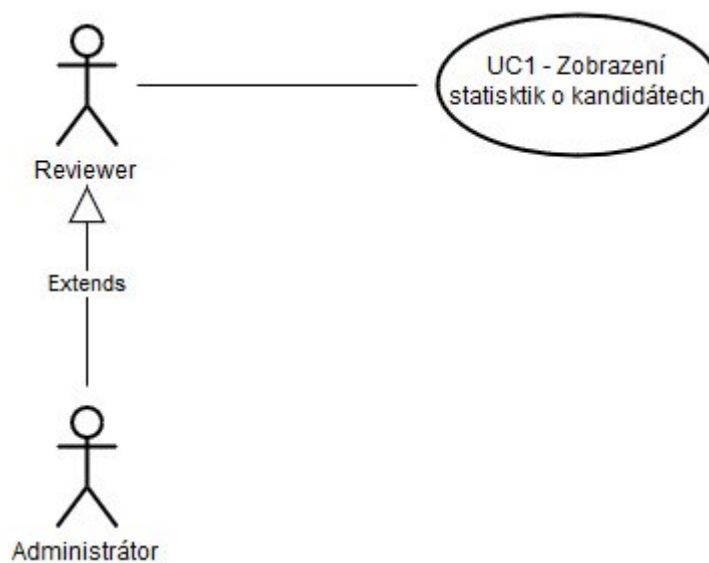 UC1 - Zobrazení
statisktik o kandidátech
Reviewer
Extends
Administrátor